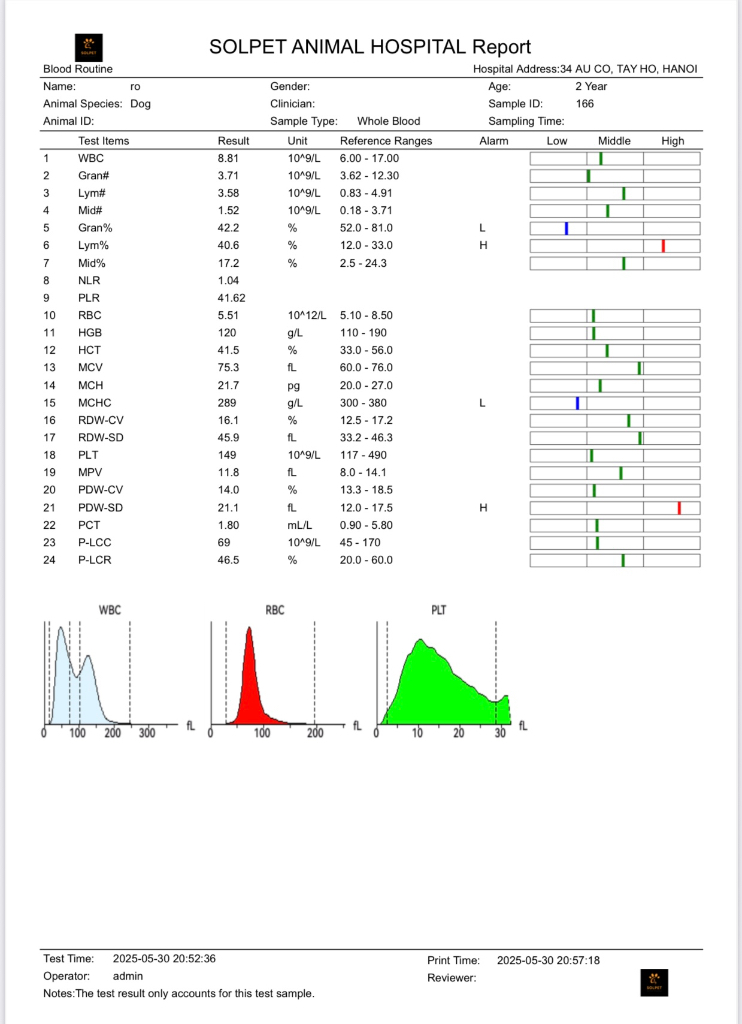 SOLPET
SOLPET ANIMAL HOSPITAL Report
Blood Routine Hospital Address:34 AU CO, TAY HO, HANOI
Name: ro Gender: Age: 2 Year
Animal Species: Dog Clinician: Sample ID: 166
Animal ID: Sample Type: Whole Blood Sampling Time:
Test Items Result Unit Reference Ranges Alarm Low Middle High
1 WBC 8.81 10^9/L 6.00 - 17.00
2 Gran# 3.71 10^9/L 3.62 - 12.30
3 Lym# 3.58 10^9/L 0.83 - 4.91
4 Mid# 1.52 10^9/L 0.18 - 3.71
5 Gran% 42.2 % 52.0 - 81.0 L
6 Lym% 40.6 % 12.0 - 33.0 H
7 Mid% 17.2 % 2.5 - 24.3
8 NLR 1.04
9 PLR 41.62
10 RBC 5.51 10^12/L 5.10 - 8.50
11 HGB 120 g/L 110 - 190
12 HCT 41.5 % 33.0 - 56.0
13 MCV 75.3 fL 60.0 - 76.0
14 MCH 21.7 pg 20.0 - 27.0
15 MCHC 289 g/L 300 - 380 L
16 RDW-CV 16.1 % 12.5 - 17.2
17 RDW-SD 45.9 fL 33.2 - 46.3
18 PLT 149 10^9/L 117 - 490
19 MPV 11.8 fL 8.0 - 14.1
20 PDW-CV 14.0 % 13.3 - 18.5
21 PDW-SD 21.1 fL 12.0 - 17.5 H
22 PCT 1.80 mL/L 0.90 - 5.80
23 P-LCC 69 10^9/L 45 - 170
24 P-LCR 46.5 % 20.0 - 60.0
WBC RBC PLT
0 100 200 300 fL 0 100 200 fL 0 10 20 30 fL
Test Time: 2025-05-30 20:52:36 Print Time: 2025-05-30 20:57:18
Operator: admin Reviewer:
Notes:The test result only accounts for this test sample.
SOLPET